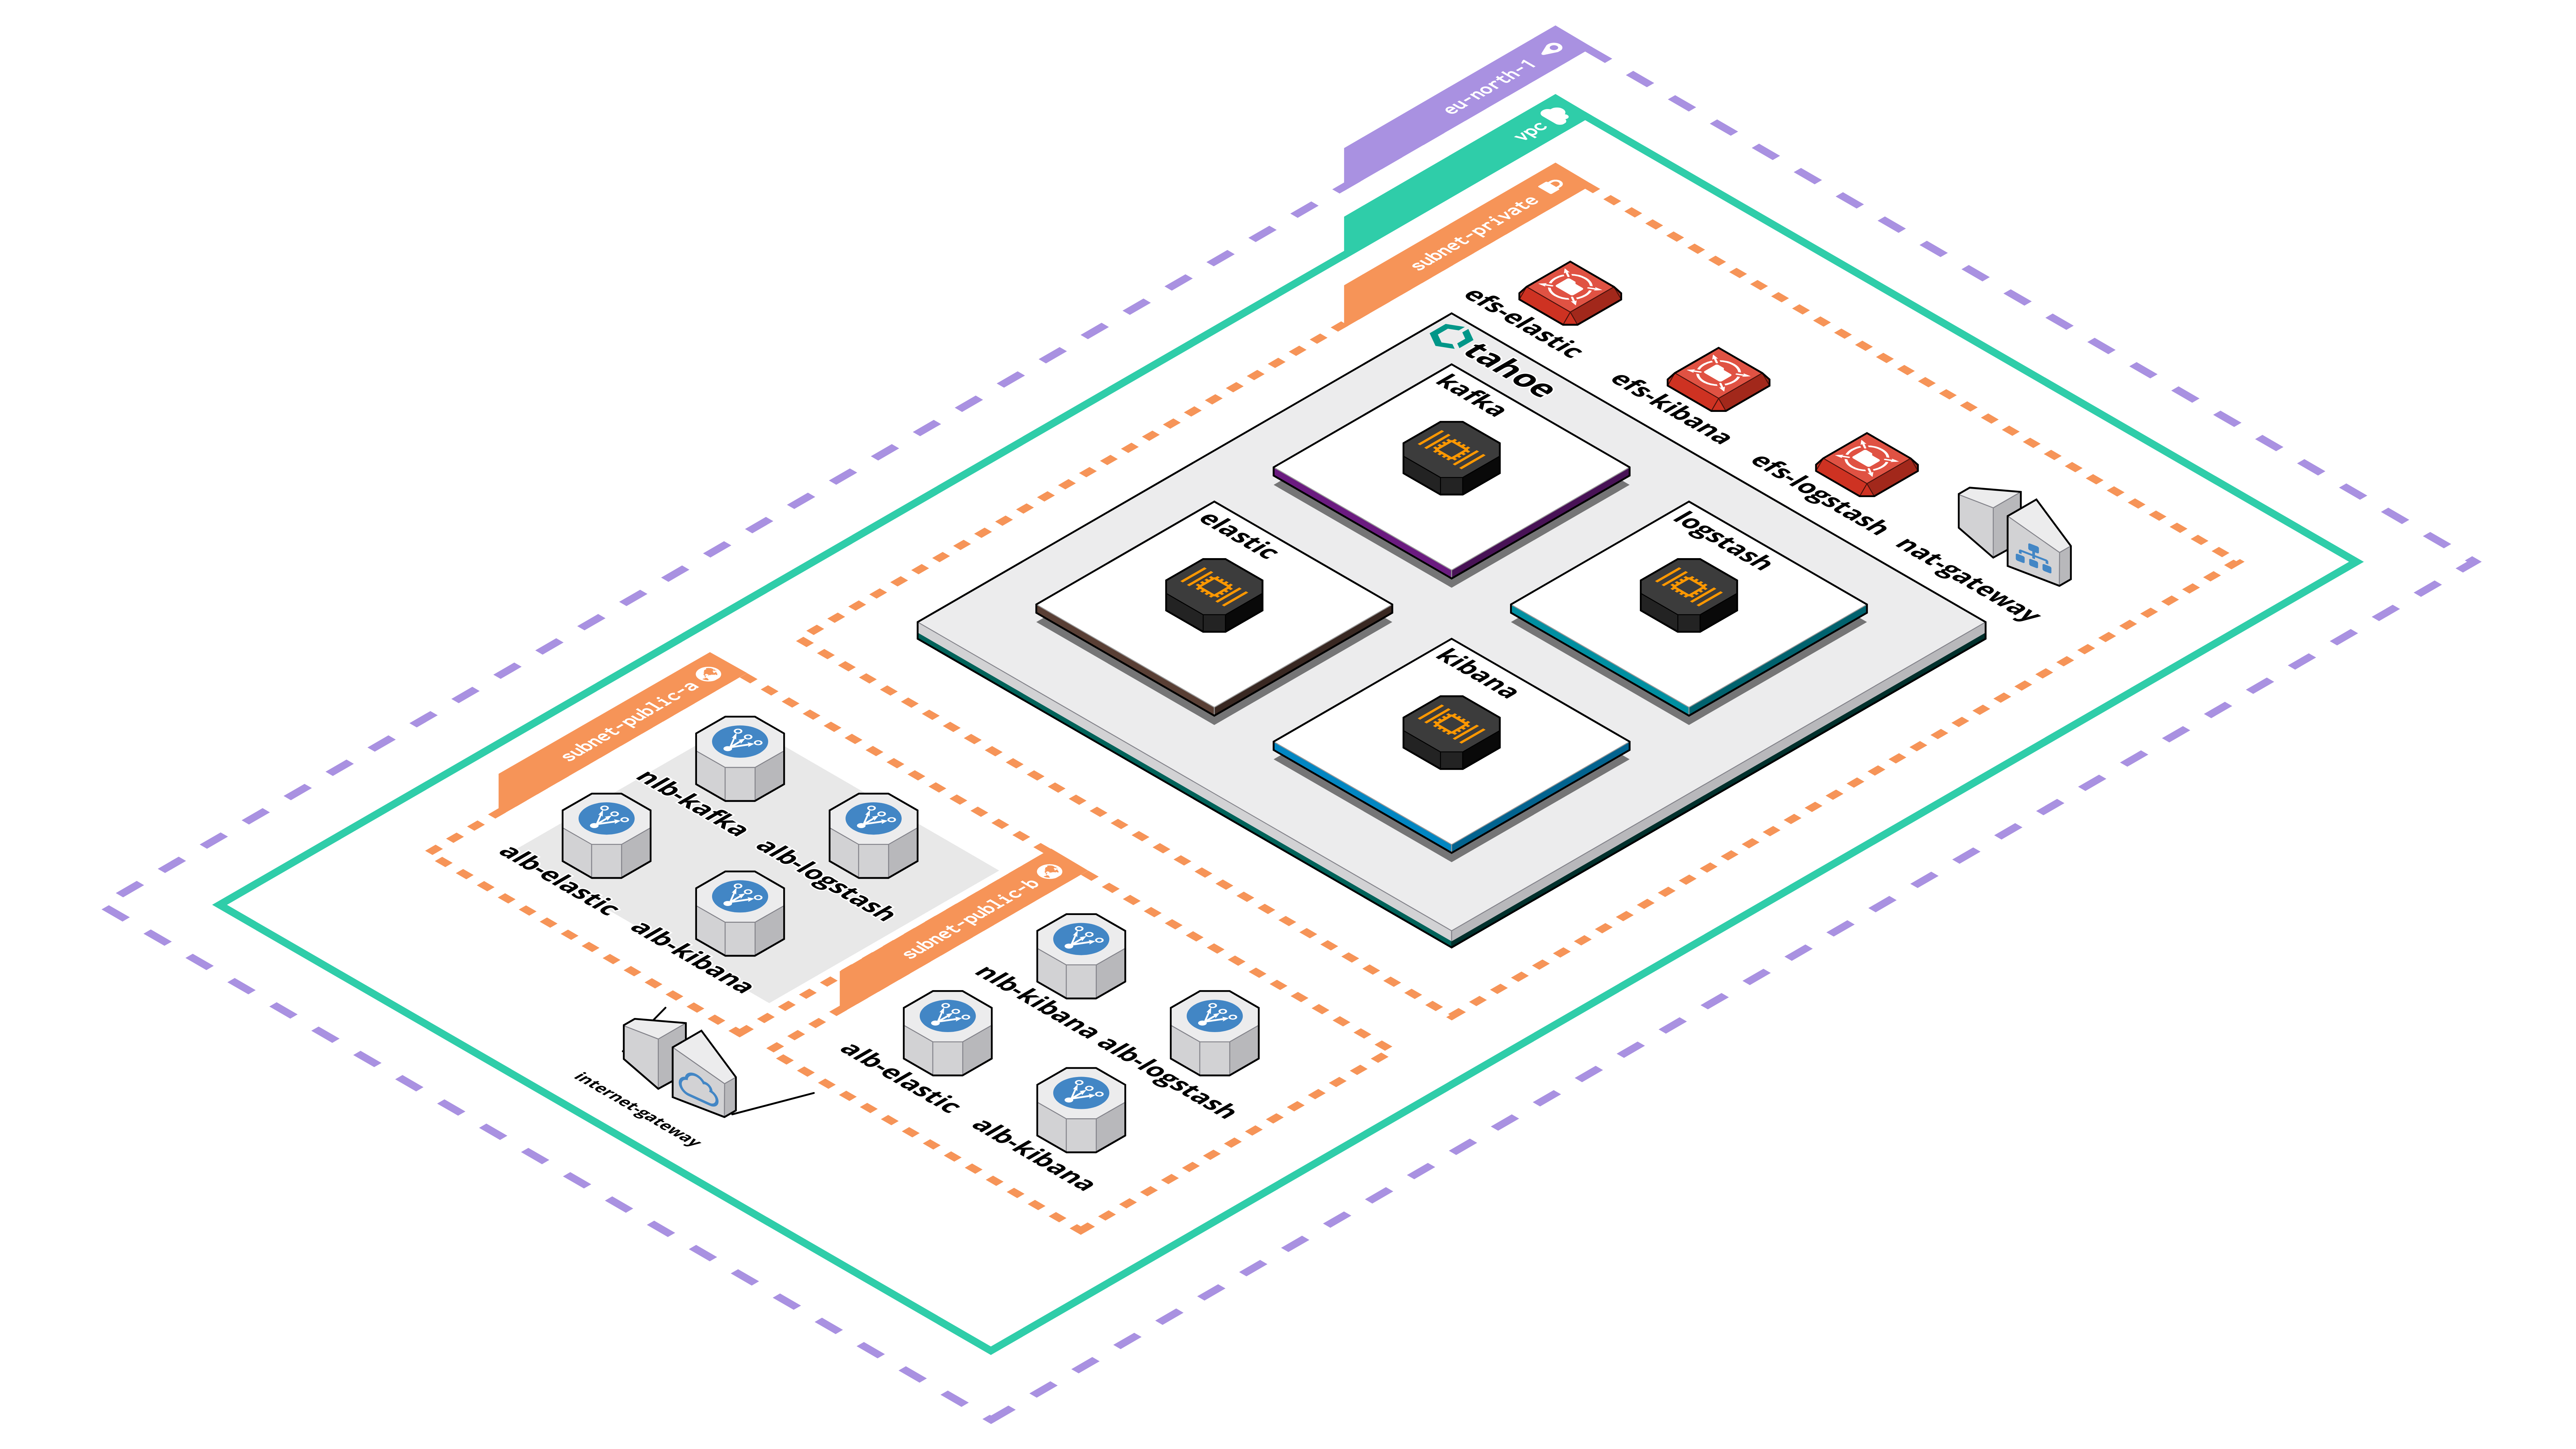 eu-north-1
vpc
subnet-private
efs-elastic
efs-kibana
efs-logstash
nat-gateway
tahoe
kafka
elastic
logstash
kibana
subnet-public-a
nlb-kafka
alb-elastic
alb-logstash
alb-kibana
subnet-public-b
nlb-kibana
alb-elastic
alb-logstash
alb-kibana
internet-gateway